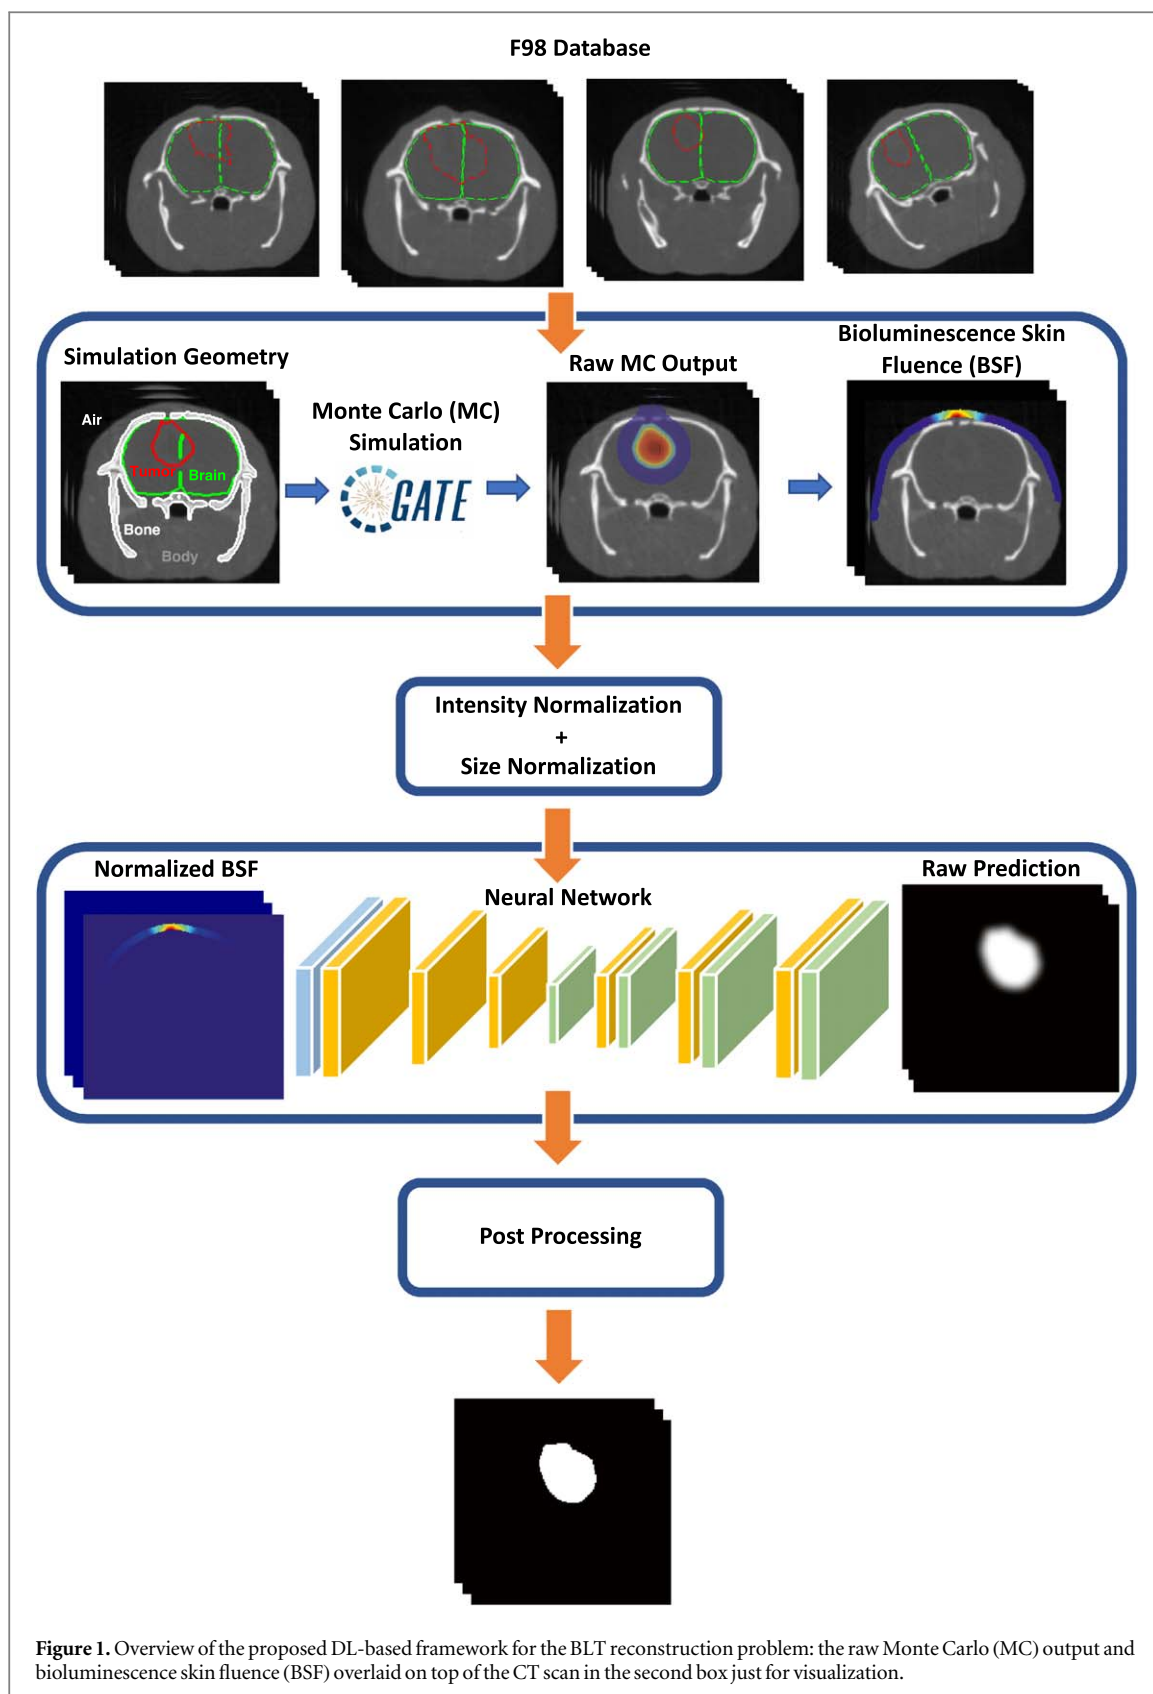 F98 Database
Simulation Geometry
Air
Tumor
Brain
Bone
Body
Monte Carlo (MC)
Simulation
GATE
Raw MC Output
Bioluminescence Skin
Fluence (BSF)
Intensity Normalization
+
Size Normalization
Normalized BSF
Neural Network
Raw Prediction
Post Processing
Figure 1. Overview of the proposed DL-based framework for the BLT reconstruction problem: the raw Monte Carlo (MC) output and
bioluminescence skin fluence (BSF) overlaid on top of the CT scan in the second box just for visualization.